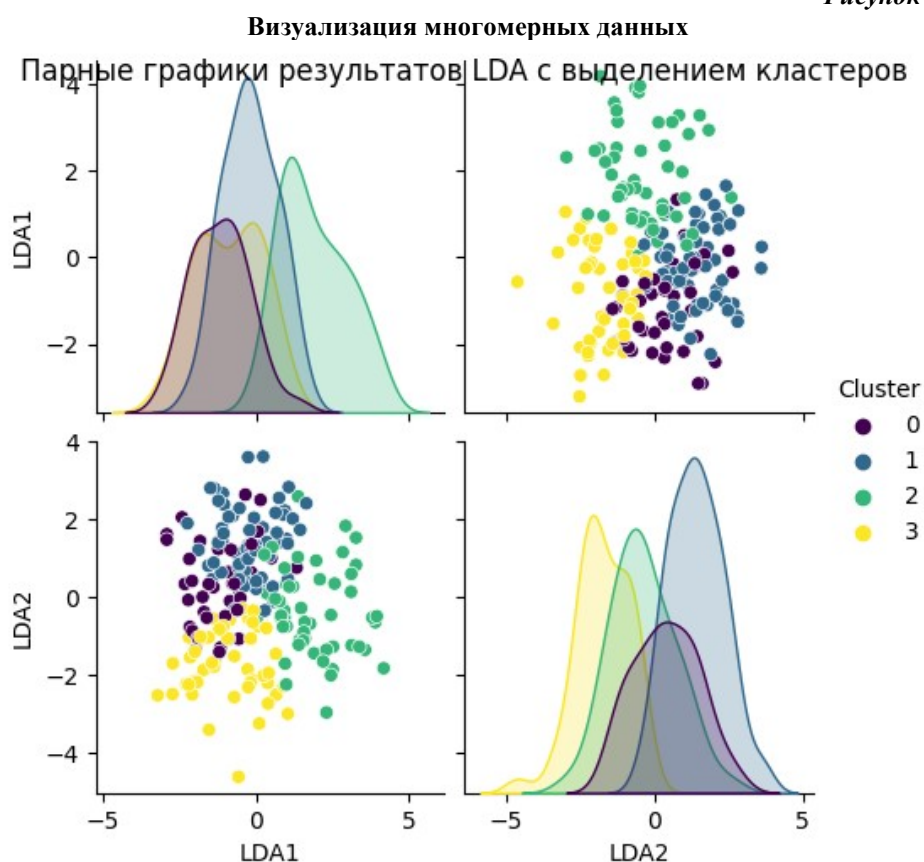 Рисунок
Визуализация многомерных данных
Парные графики результатов LDA с выделением кластеров
4
2
0
−2
LDA1
Cluster
0
1
2
3
4
2
0
−2
−4
LDA2
−5 0 5
LDA1
−5 0 5
LDA2